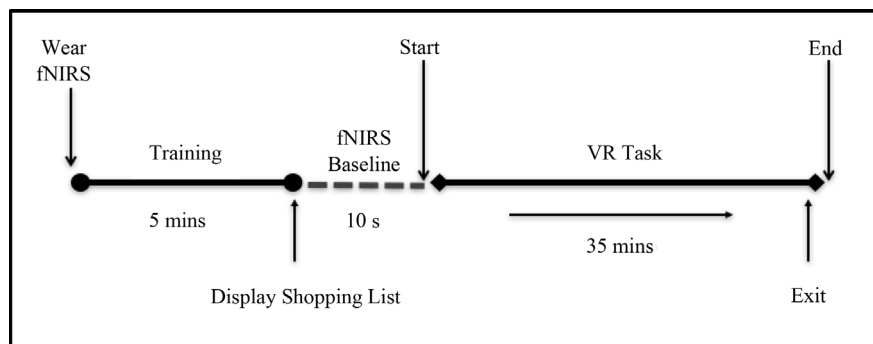 Wear
fNIRS
Start
End
Training
fNIRS
Baseline
VR Task
5 mins
10 s
35 mins
Display Shopping List
Exit